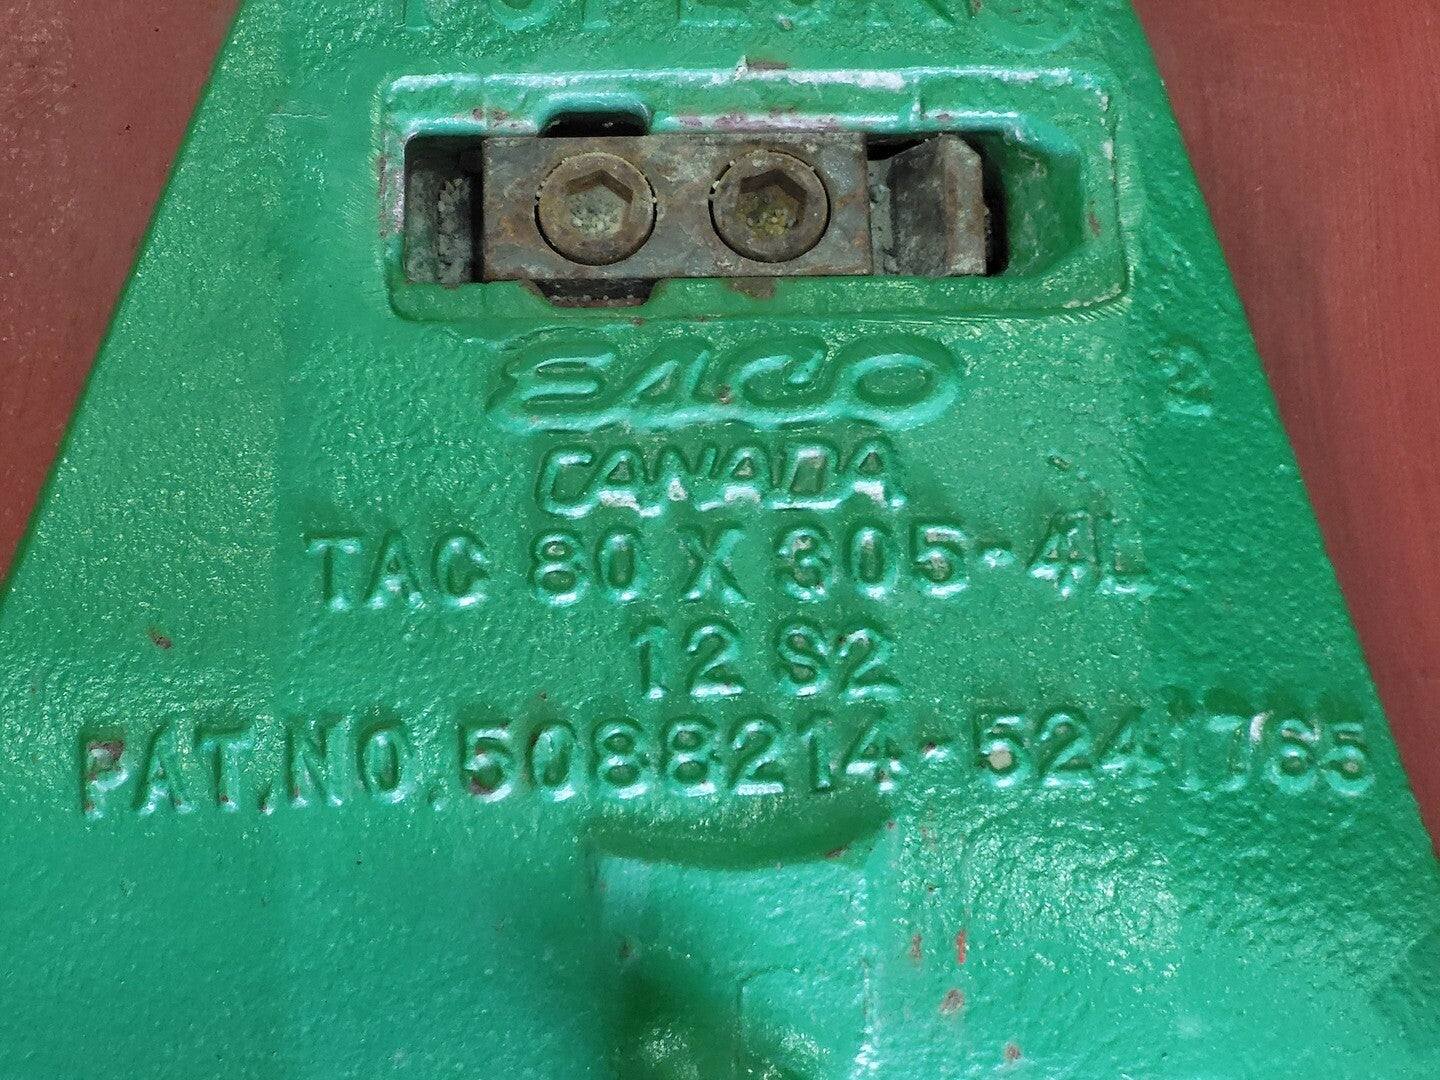 ESCO
CANADA
TAC 80 X 305-4L
12 S2
PAT.NO. 5088214-5241765